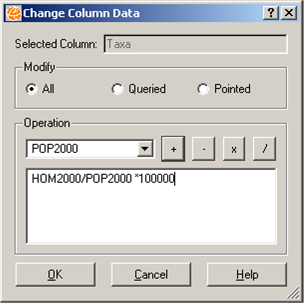 Change Column Data ? X
Selected Column: Taxa
Modify
All Queried Pointed
Operation
POP2000 + - x /
HOM2000/POP2000 *100000
OK Cancel Help